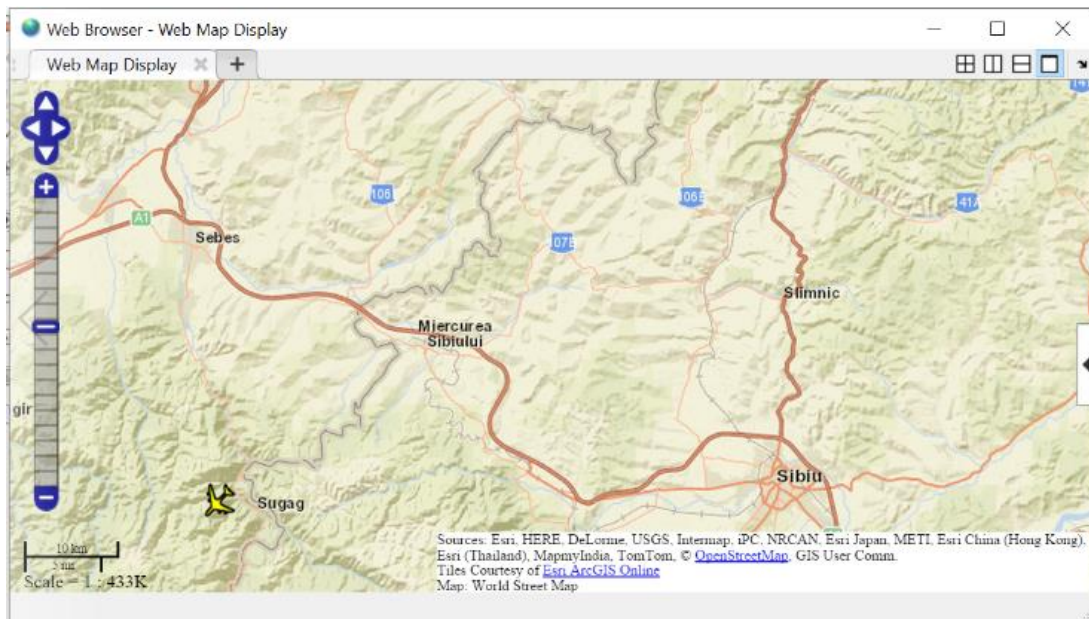 Web Browser - Web Map Display
Web Map Display
A1
106
106B
107B
141A
Sebes
Slimnic
Miercurea
Sibiului
gir
Sibiu
Sugag
10 km
5 mi
Scale = 1 : 433K
Sources: Esri, HERE, DeLorme, USGS, Intermap, iPC, NRCAN, Esri Japan, METI, Esri China (Hong Kong),
Esri (Thailand), MapmyIndia, TomTom, © OpenStreetMap, GIS User Comm.
Tiles Courtesy of Esri ArcGIS Online
Map: World Street Map